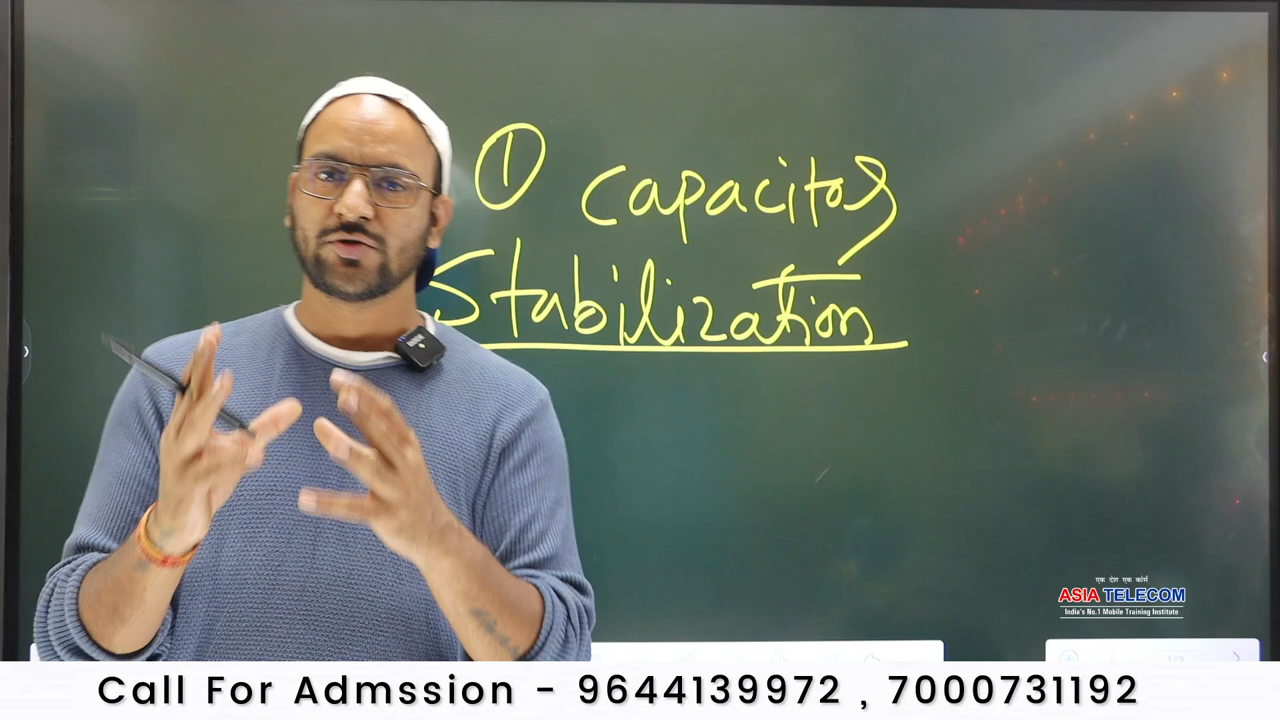 ① capacitor
Stabilization
एक देश एक कोर्स
ASIA TELECOM
India's No.1 Mobile Training Institute
Call For Admssion - 9644139972 , 7000731192